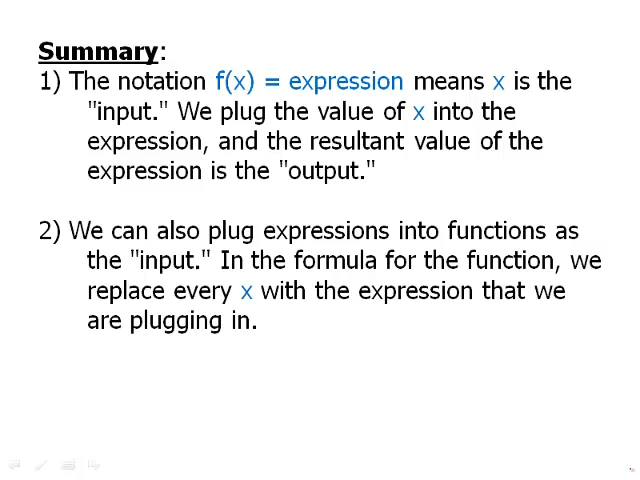 Summary:
1) The notation f(x) = expression means x is the
"input." We plug the value of x into the
expression, and the resultant value of the
expression is the "output."
2) We can also plug expressions into functions as
the "input." In the formula for the function, we
replace every x with the expression that we
are plugging in.